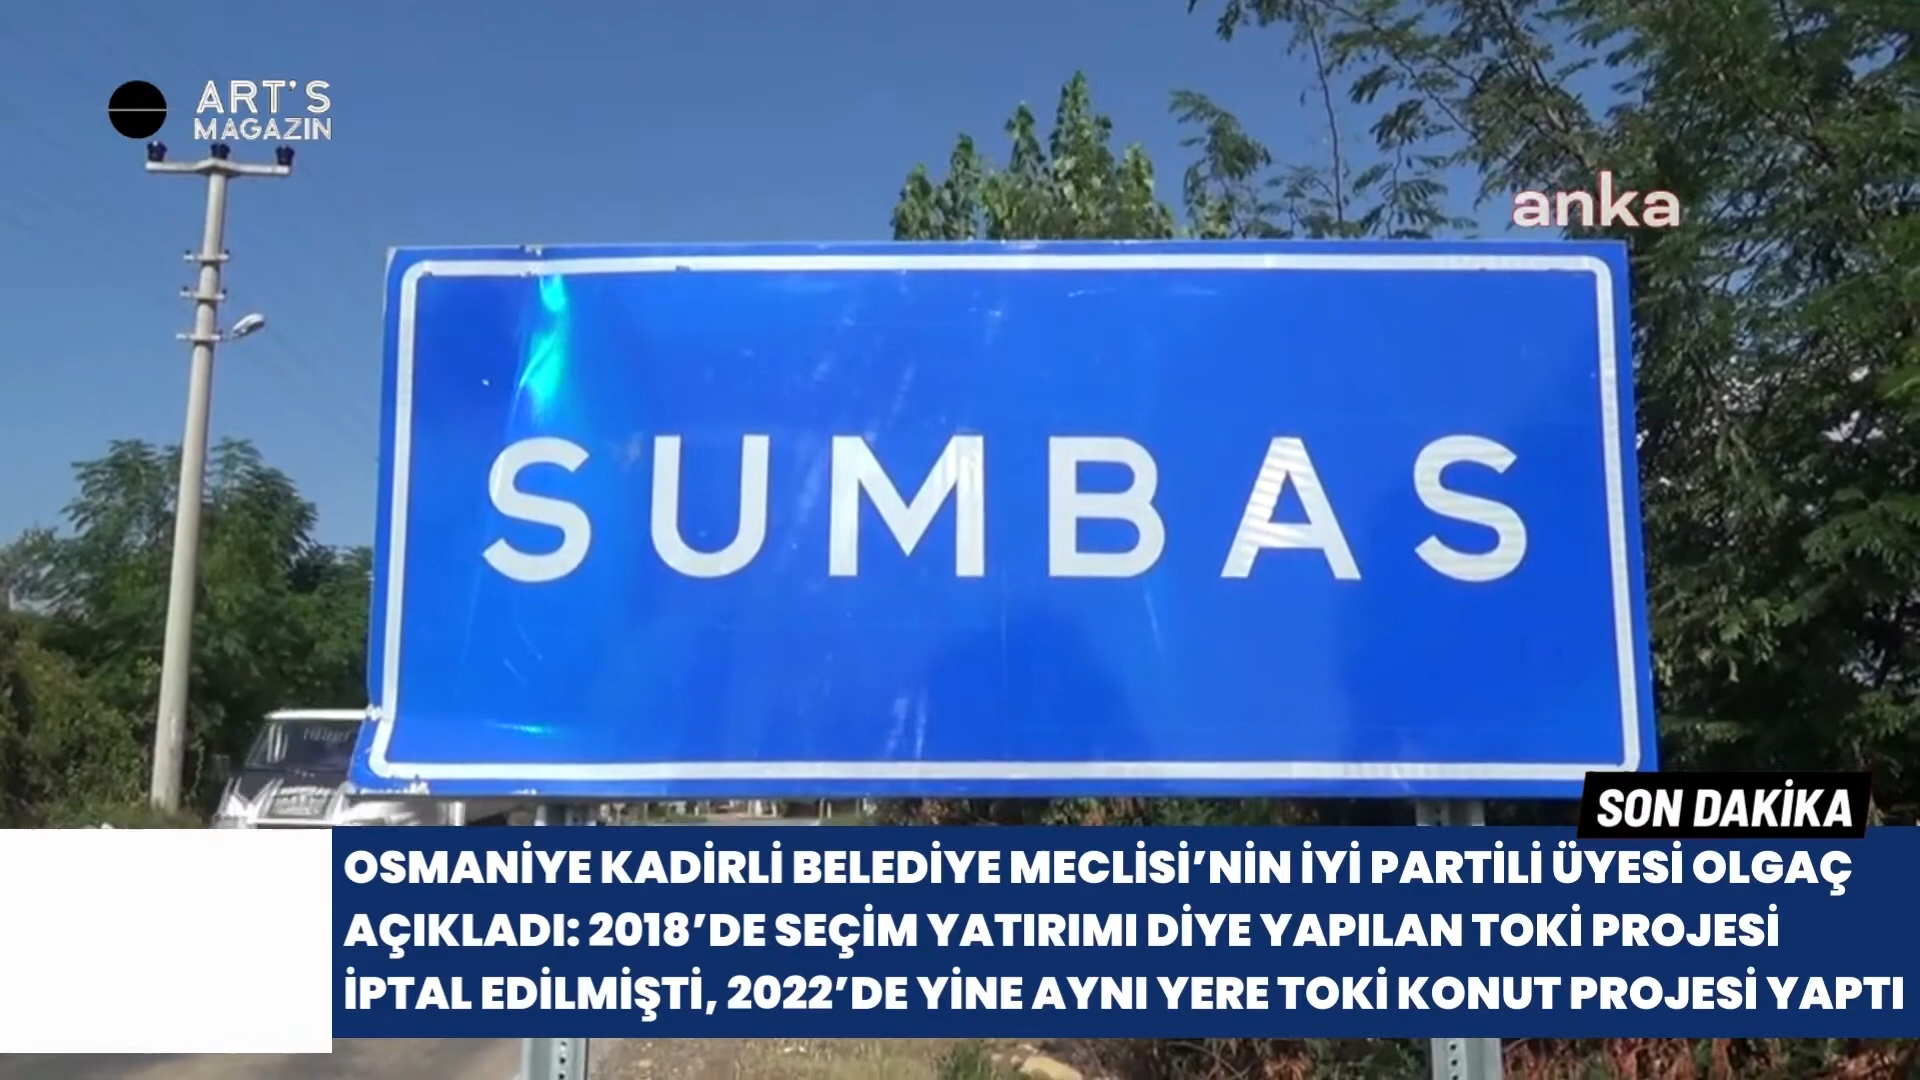 ART'S
MAGAZİN
anka
SUMBAS
SON DAKİKA
OSMANİYE KADİRLİ BELEDİYE MECLİSİ’NİN İYİ PARTİLİ ÜYESİ OLGAÇ
AÇIKLADI: 2018’DE SEÇİM YATIRIMI DİYE YAPILAN TOKİ PROJESİ
İPTAL EDİLMİŞTİ, 2022’DE YİNE AYNI YERE TOKİ KONUT PROJESİ YAPTI